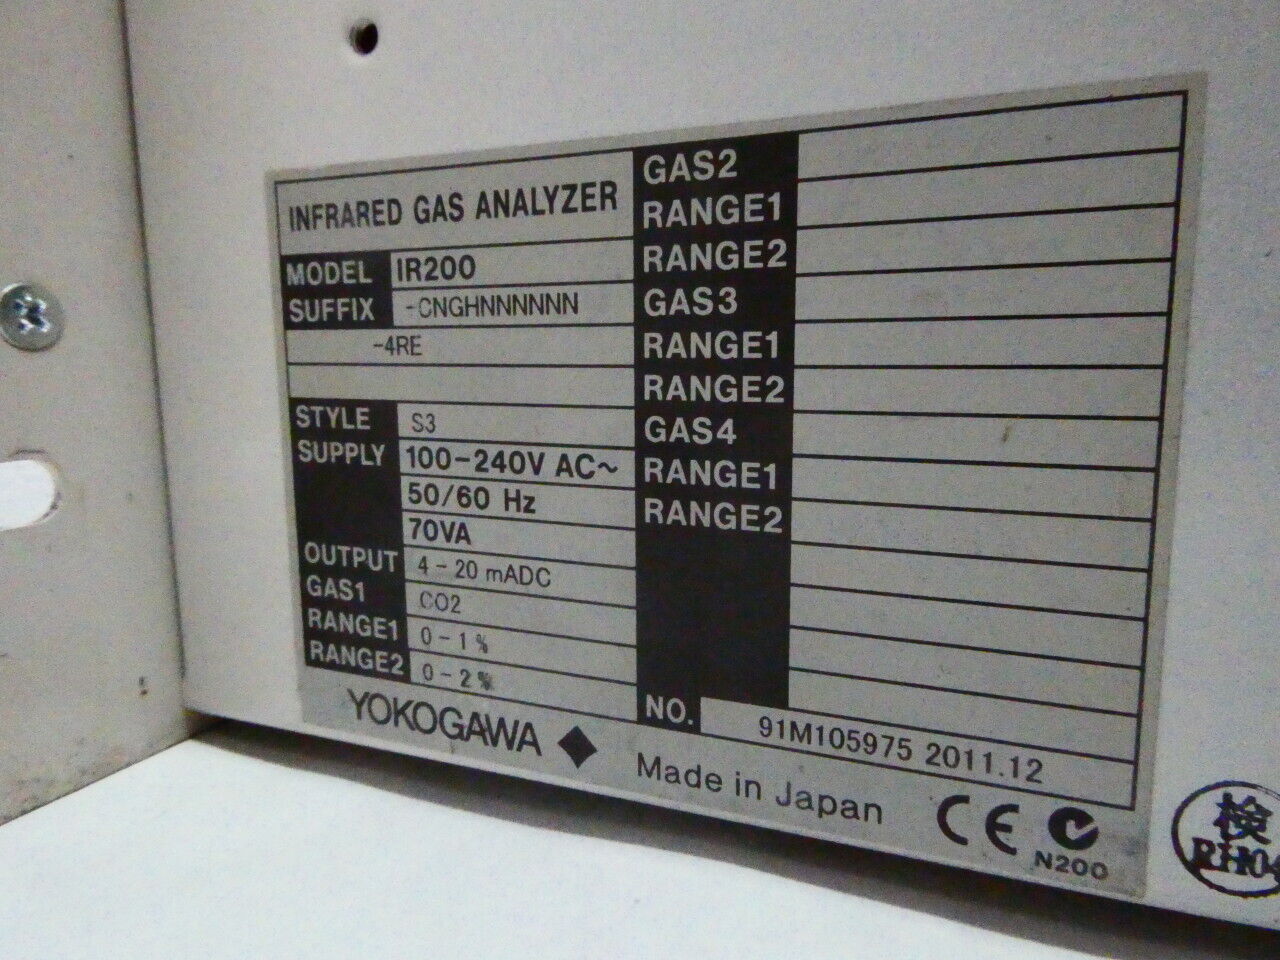 INFRARED GAS ANALYZER
MODEL IR200
SUFFIX -CNGHNNNNNN
-4RE
STYLE S3
SUPPLY 100-240V AC~
50/60 Hz
70VA
OUTPUT 4-20 mADC
GAS1 CO2
RANGE1 0-1%
RANGE2 0-2%
GAS2
RANGE1
RANGE2
GAS3
RANGE1
RANGE2
GAS4
RANGE1
RANGE2
NO. 91M105975 2011.12
YOKOGAWA
Made in Japan
CE
N200
検